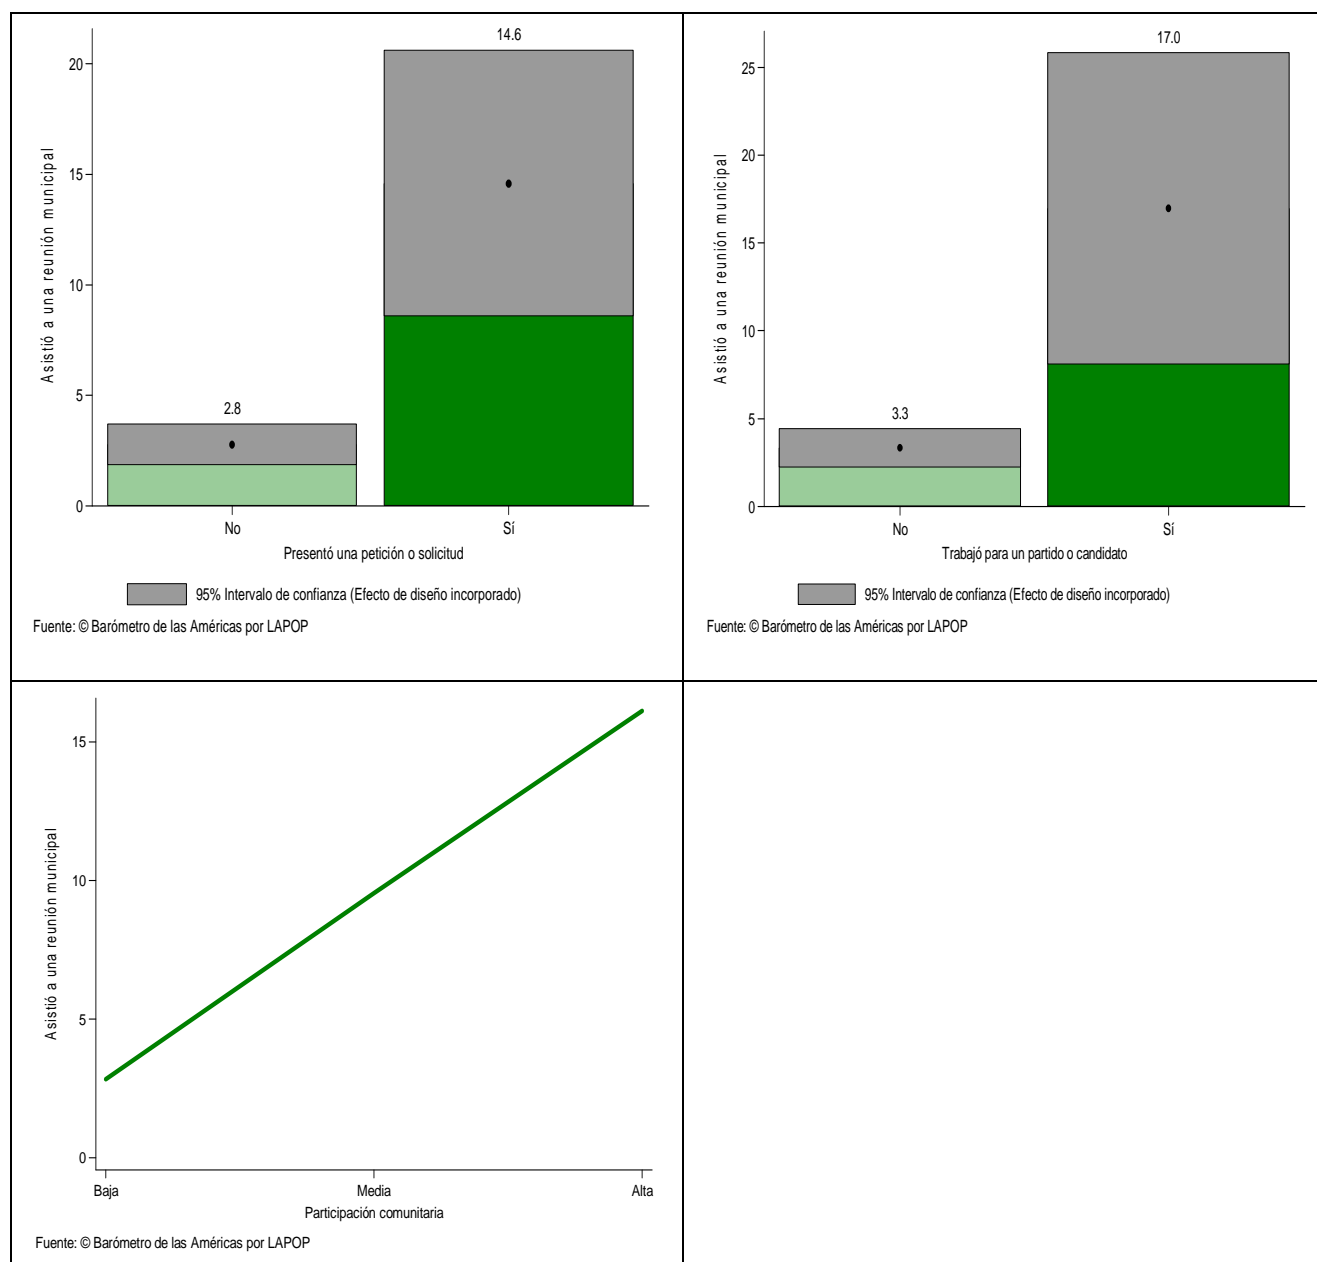 14.6
20
15
10
5
0
2.8
Asistió a una reunión municipal
No
Sí
Presentó una petición o solicitud
95% Intervalo de confianza (Efecto de diseño incorporado)
Fuente: © Barómetro de las Américas por LAPOP
17.0
25
20
15
10
5
0
3.3
Asistió a una reunión municipal
No
Sí
Trabajó para un partido o candidato
95% Intervalo de confianza (Efecto de diseño incorporado)
Fuente: © Barómetro de las Américas por LAPOP
15
10
5
0
Asistió a una reunión municipal
Baja
Media
Alta
Participación comunitaria
Fuente: © Barómetro de las Américas por LAPOP